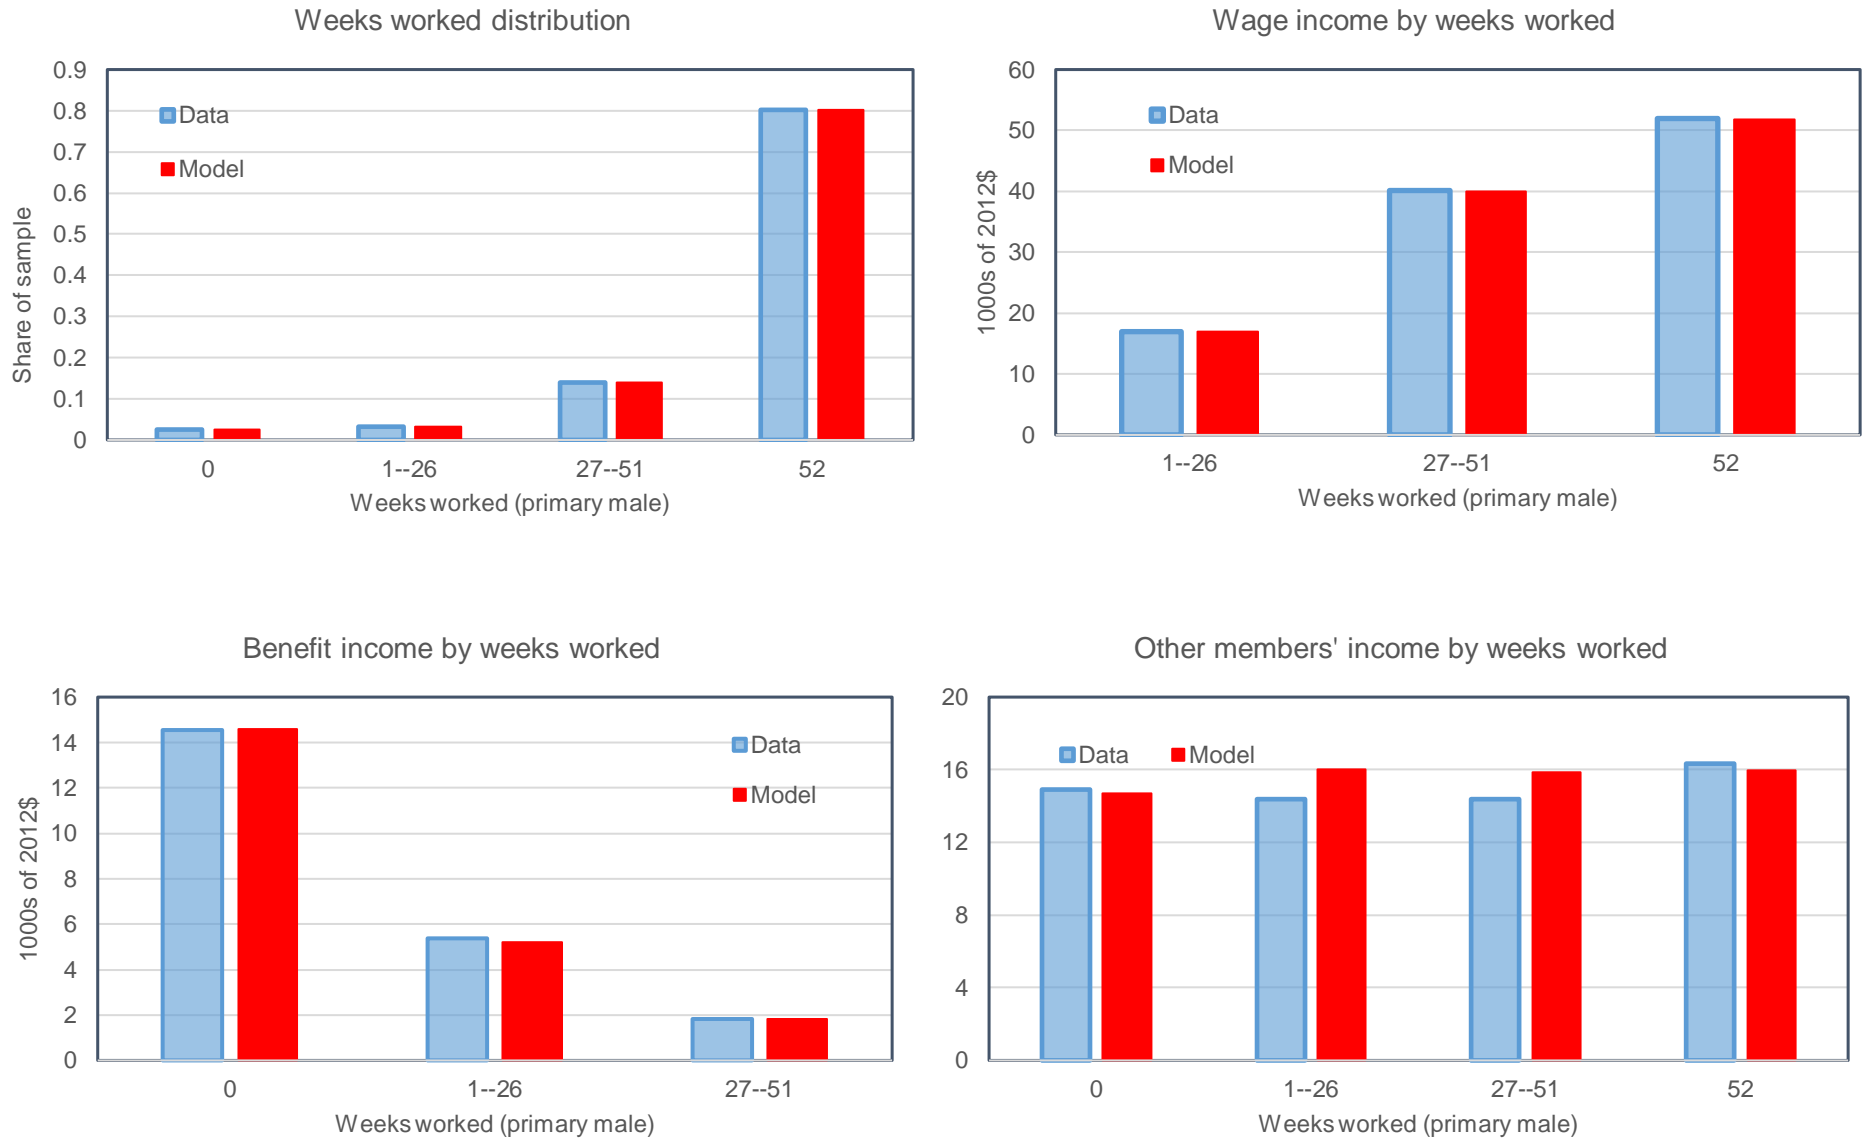 Weeks worked distribution
0.9
0.8
0.7
0.6
0.5
0.4
0.3
0.2
0.1
0
Share of sample
Data
Model
0 1--26 27--51 52
Weeks worked (primary male)
Wage income by weeks worked
60
50
40
30
20
10
0
1000s of 2012$
Data
Model
1--26 27--51 52
Weeks worked (primary male)
Benefit income by weeks worked
16
14
12
10
8
6
4
2
0
1000s of 2012$
Data
Model
0 1--26 27--51
Weeks worked (primary male)
Other members' income by weeks worked
20
16
12
8
4
0
Data Model
0 1--26 27--51 52
Weeks worked (primary male)